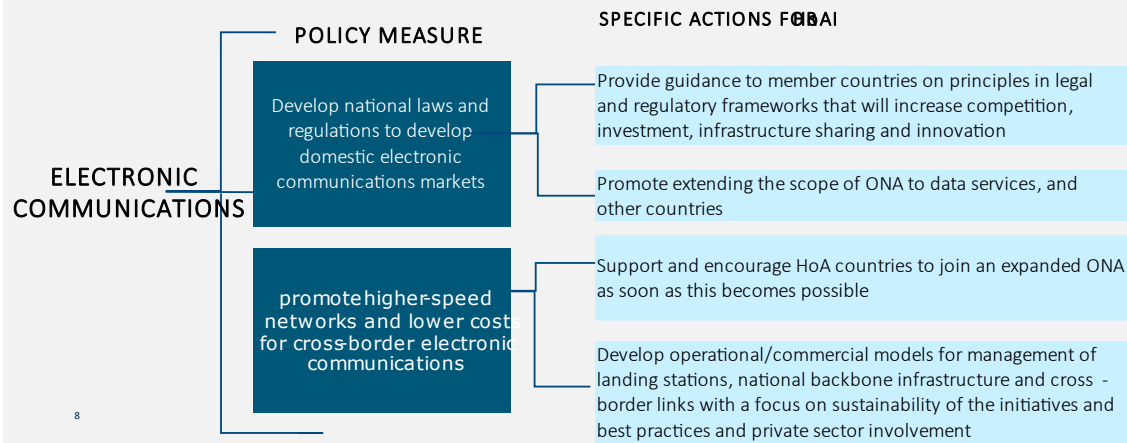 POLICY MEASURE
SPECIFIC ACTIONS FOR HOAI
ELECTRONIC
COMMUNICATIONS
Develop national laws and
regulations to develop
domestic electronic
communications markets
Provide guidance to member countries on principles in legal
and regulatory frameworks that will increase competition,
investment, infrastructure sharing and innovation
Promote extending the scope of ONA to data services, and
other countries
promote higher-speed
networks and lower costs
for cross-border electronic
communications
Support and encourage HoA countries to join an expanded ONA
as soon as this becomes possible
Develop operational/commercial models for management of
landing stations, national backbone infrastructure and cross -
border links with a focus on sustainability of the initiatives and
best practices and private sector involvement
8